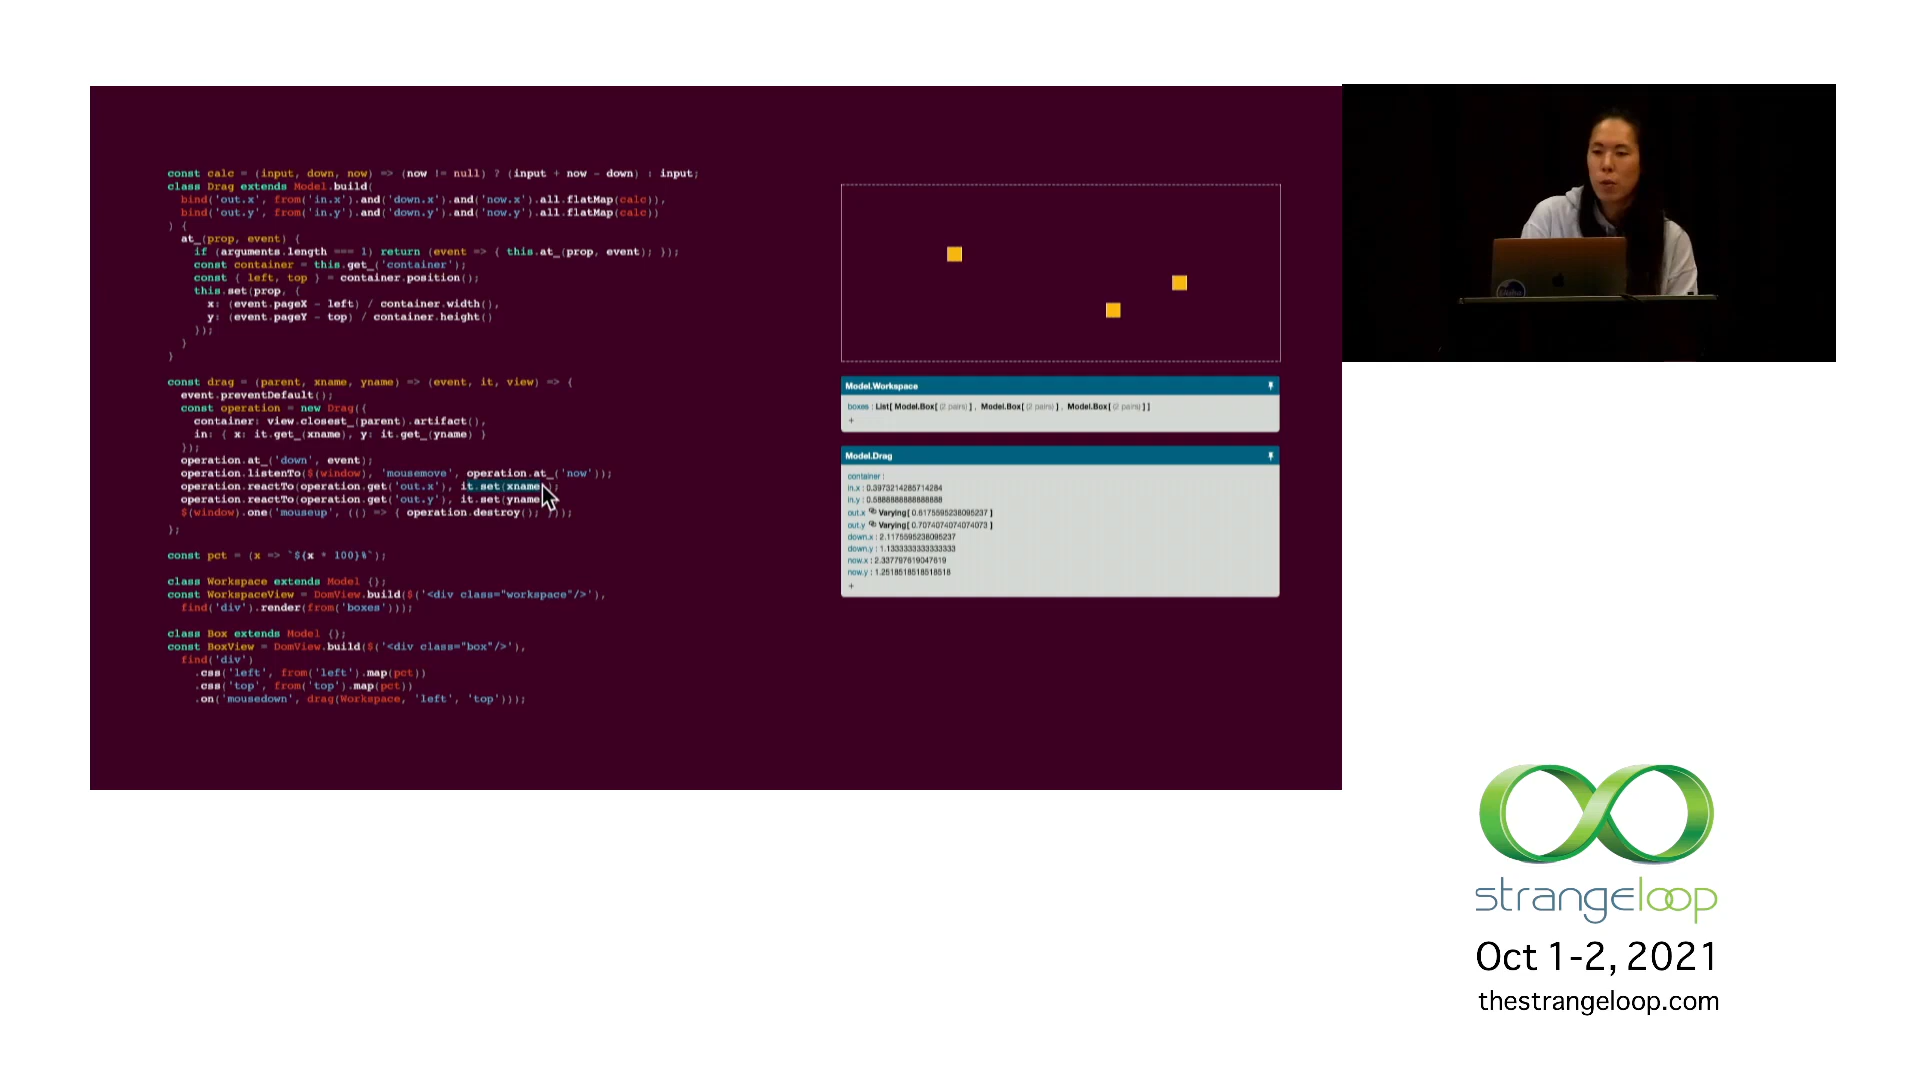 const calc = (input, down, now) => (now != null) ? (input + now - down) : input;
class Drag extends Model.build(
bind('out.x', from('in.x').and('down.x').and('now.x').all.flatMap(calc)),
bind('out.y', from('in.y').and('down.y').and('now.y').all.flatMap(calc))
) {
at_(prop, event) {
if (arguments.length === 1) return (event => { this.at_(prop, event); });
const container = this.get_('container');
const { left, top } = container.position();
this.set(prop, {
x: (event.pageX - left) / container.width(),
y: (event.pageY - top) / container.height()
});
}
}
const drag = (parent, xname, yname) => (event, it, view) => {
event.preventDefault();
const operation = new Drag({
container: view.closest_(parent).artifact(),
in: { x: it.get_(xname), y: it.get_(yname) }
});
operation.at_('down', event);
operation.listenTo($(window), 'mousemove', operation.at_('now'));
operation.reactTo(operation.get('out.x'), it.set(xname));
operation.reactTo(operation.get('out.y'), it.set(yname
$(window).one('mouseup', (() => { operation.destroy(); }));
};
const pct = (x => `${x * 100}%`);
class Workspace extends Model {};
const WorkspaceView = DomView.build($('<div class="workspace"/>'),
find('div').render(from('boxes')));
class Box extends Model {};
const BoxView = DomView.build($('<div class="box"/>'),
find('div')
.css('left', from('left').map(pct))
.css('top', from('top').map(pct))
.on('mousedown', drag(Workspace, 'left', 'top')));
Model.Workspace
boxes : List[ Model.Box[ (2 pairs) ] , Model.Box[ (2 pairs) ] , Model.Box[ (2 pairs) ] ]
+
Model.Drag
container :
in.x : 0.3973214285714284
in.y : 0.5888888888888888
out.x Varying[ 0.6175595238095237 ]
out.y Varying[ 0.7074074074074073 ]
down.x : 2.1175595238095237
down.y : 1.1333333333333333
now.x : 2.337797619047619
now.y : 1.2518518518518518
+
strangeloop
Oct 1-2, 2021
thestrangeloop.com